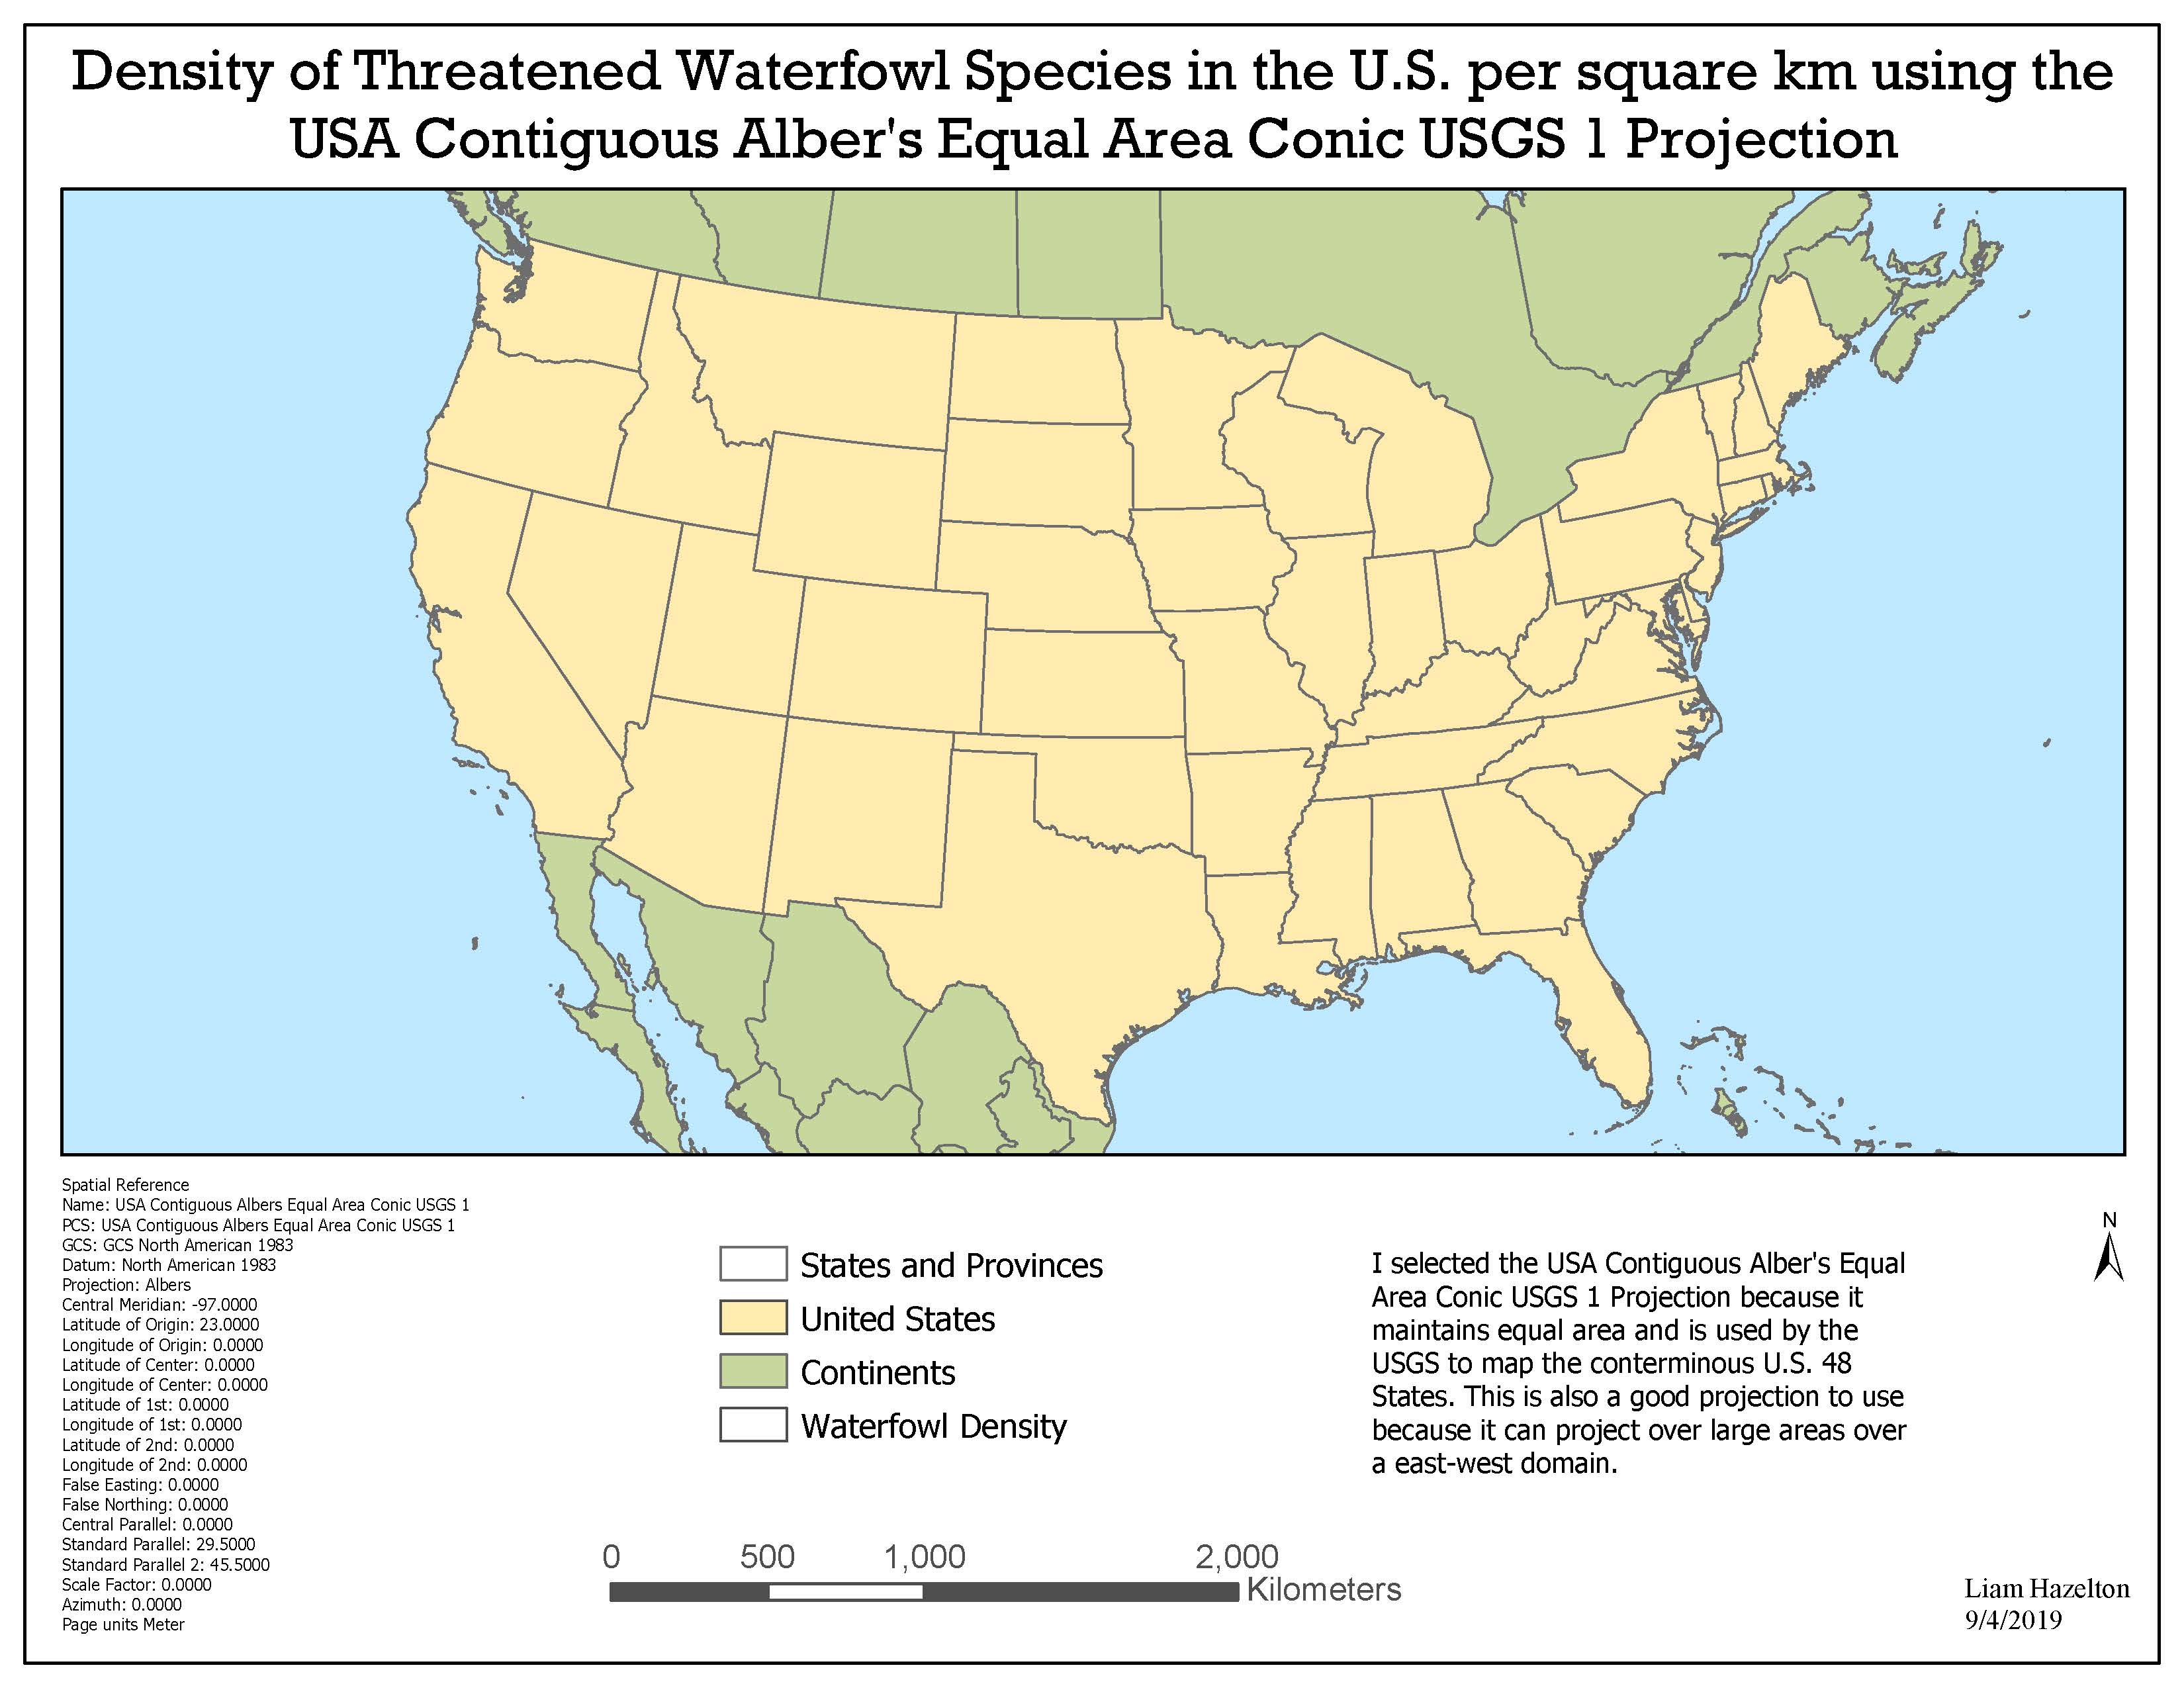 Density of Threatened Waterfowl Species in the U.S. per square km using the
USA Contiguous Alber's Equal Area Conic USGS 1 Projection
Spatial Reference
Name: USA Contiguous Albers Equal Area Conic USGS 1
PCS: USA Contiguous Albers Equal Area Conic USGS 1
GCS: GCS North American 1983
Datum: North American 1983
Projection: Albers
Central Meridian: -97.0000
Latitude of Origin: 23.0000
Longitude of Origin: 0.0000
Latitude of Center: 0.0000
Longitude of Center: 0.0000
Latitude of 1st: 0.0000
Longitude of 1st: 0.0000
Latitude of 2nd: 0.0000
Longitude of 2nd: 0.0000
False Easting: 0.0000
False Northing: 0.0000
Central Parallel: 0.0000
Standard Parallel: 29.5000
Standard Parallel 2: 45.5000
Scale Factor: 0.0000
Azimuth: 0.0000
Page units Meter
States and Provinces
United States
Continents
Waterfowl Density
0 500 1,000 2,000
Kilometers
I selected the USA Contiguous Alber's Equal
Area Conic USGS 1 Projection because it
maintains equal area and is used by the
USGS to map the conterminous U.S. 48
States. This is also a good projection to use
because it can project over large areas over
a east-west domain.
N
Liam Hazelton
9/4/2019